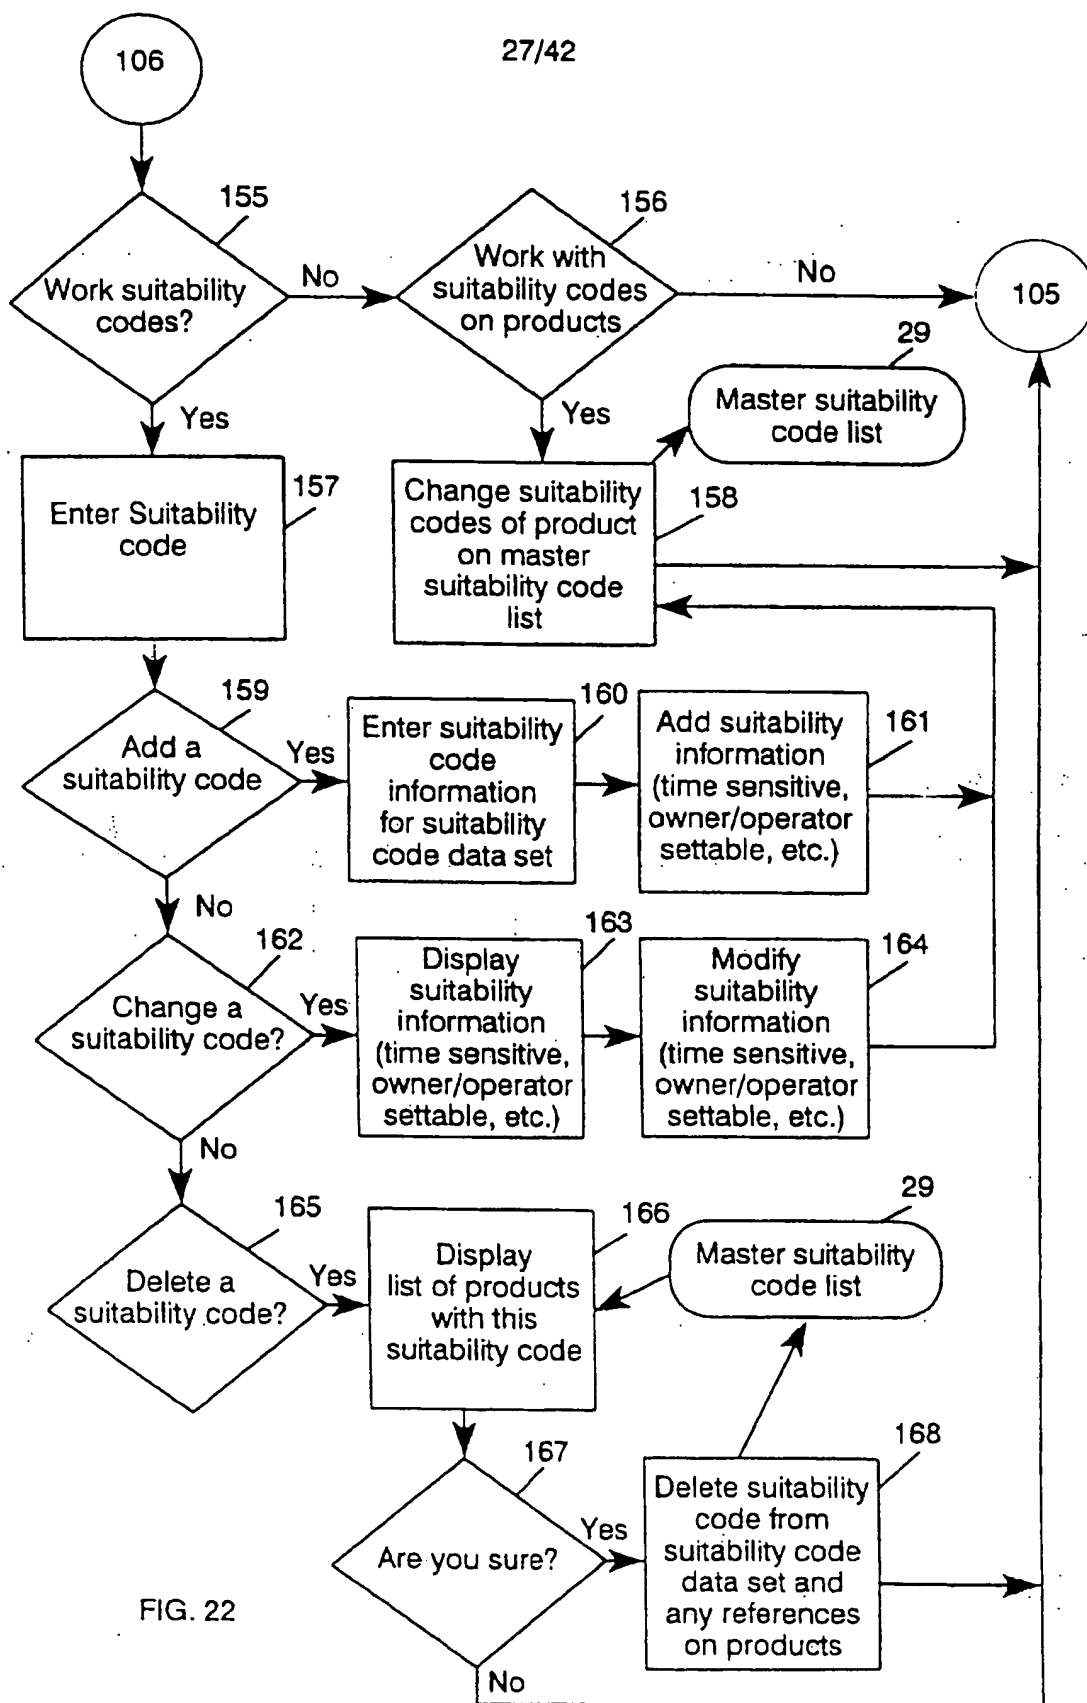 27/42
106
155
Work suitability
codes?
No
156
Work with
suitability codes
on products
No
105
Yes
Yes
29
Master suitability
code list
157
Enter Suitability
code
Change suitability
codes of product
on master
suitability code
list
158
159
Add a
suitability code
Yes
160
Enter suitability
code
information
for suitability
code data set
161
Add suitability
information
(time sensitive,
owner/operator
settable, etc.)
No
162
Change a
suitability code?
Yes
163
Display
suitability
information
(time sensitive,
owner/operator
settable, etc.)
164
Modify
suitability
information
(time sensitive,
owner/operator
settable, etc.)
No
165
Delete a
suitability code?
Yes
166
Display
list of products
with this
suitability code
29
Master suitability
code list
167
Are you sure?
Yes
168
Delete suitability
code from
suitability code
data set and
any references
on products
No
FIG. 22